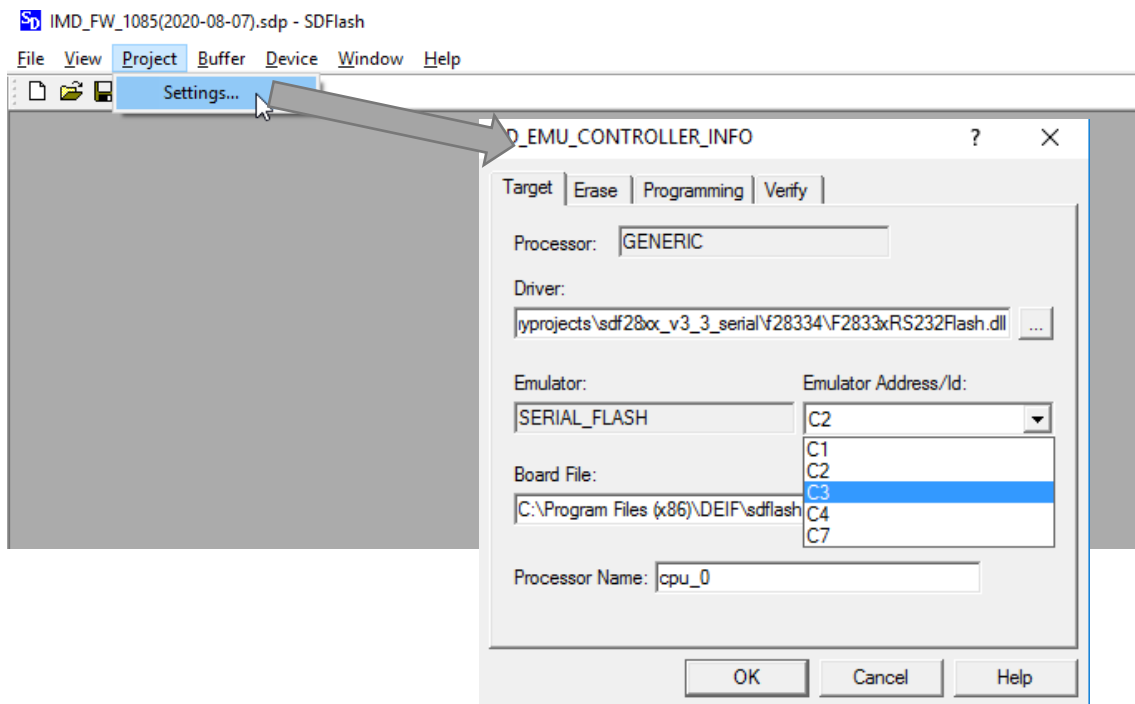 SD IMD_FW_1085(2020-08-07).sdp - SDFlash
File View Project Buffer Device Window Help
Settings...
D_EMU_CONTROLLER_INFO ?
Target Erase Programming Verify
Processor: GENERIC
Driver:
yprojects\sdf28xx_v3_3_serial\f28334\F2833xRS232Flash.dll ...
Emulator: Emulator Address/Id:
SERIAL_FLASH C2
C1
C2
Board File:
C3
C:\Program Files (x86)\DEIF\sdflash
C4
C7
Processor Name: cpu_0
OK Cancel Help